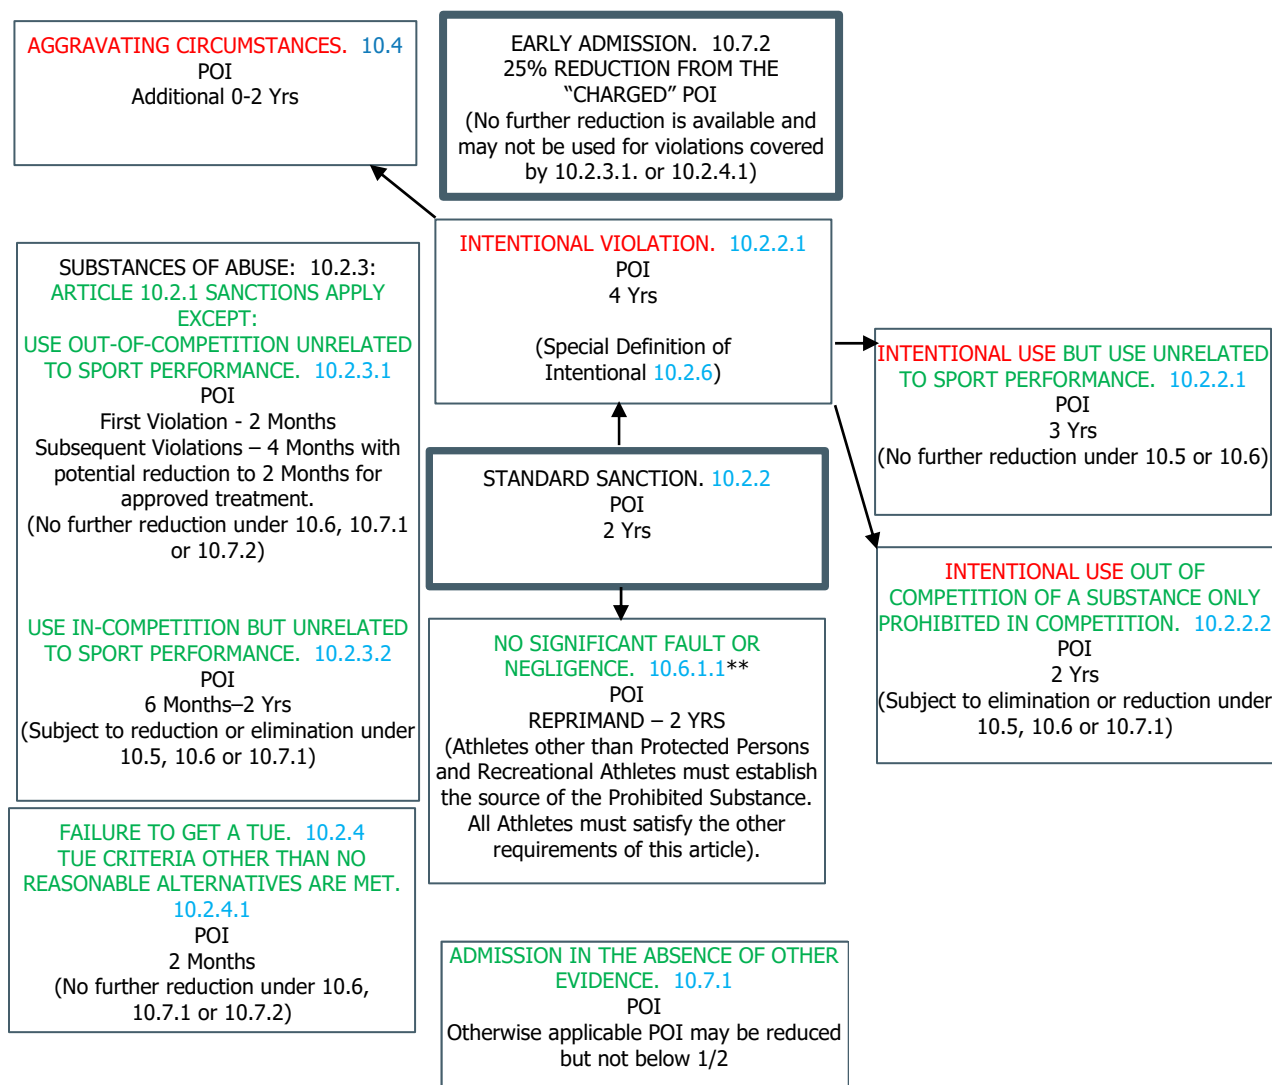 AGGRAVATING CIRCUMSTANCES. 10.4
POI
Additional 0-2 Yrs
EARLY ADMISSION. 10.7.2
25% REDUCTION FROM THE
“CHARGED” POI
(No further reduction is available and
may not be used for violations covered
by 10.2.3.1. or 10.2.4.1)
INTENTIONAL VIOLATION. 10.2.2.1
POI
4 Yrs
(Special Definition of
Intentional 10.2.6)
SUBSTANCES OF ABUSE: 10.2.3:
ARTICLE 10.2.1 SANCTIONS APPLY
EXCEPT:
USE OUT-OF-COMPETITION UNRELATED
TO SPORT PERFORMANCE. 10.2.3.1
POI
First Violation - 2 Months
Subsequent Violations – 4 Months with
potential reduction to 2 Months for
approved treatment.
(No further reduction under 10.6, 10.7.1
or 10.7.2)
USE IN-COMPETITION BUT UNRELATED
TO SPORT PERFORMANCE. 10.2.3.2
POI
6 Months–2 Yrs
(Subject to reduction or elimination under
10.5, 10.6 or 10.7.1)
INTENTIONAL USE BUT USE UNRELATED
TO SPORT PERFORMANCE. 10.2.2.1
POI
3 Yrs
(No further reduction under 10.5 or 10.6)
STANDARD SANCTION. 10.2.2
POI
2 Yrs
INTENTIONAL USE OUT OF
COMPETITION OF A SUBSTANCE ONLY
PROHIBITED IN COMPETITION. 10.2.2.2
POI
2 Yrs
(Subject to elimination or reduction under
10.5, 10.6 or 10.7.1)
NO SIGNIFICANT FAULT OR
NEGLIGENCE. 10.6.1.1**
POI
REPRIMAND – 2 YRS
(Athletes other than Protected Persons
and Recreational Athletes must establish
the source of the Prohibited Substance.
All Athletes must satisfy the other
requirements of this article).
FAILURE TO GET A TUE. 10.2.4
TUE CRITERIA OTHER THAN NO
REASONABLE ALTERNATIVES ARE MET.
10.2.4.1
POI
2 Months
(No further reduction under 10.6,
10.7.1 or 10.7.2)
ADMISSION IN THE ABSENCE OF OTHER
EVIDENCE. 10.7.1
POI
Otherwise applicable POI may be reduced
but not below 1/2